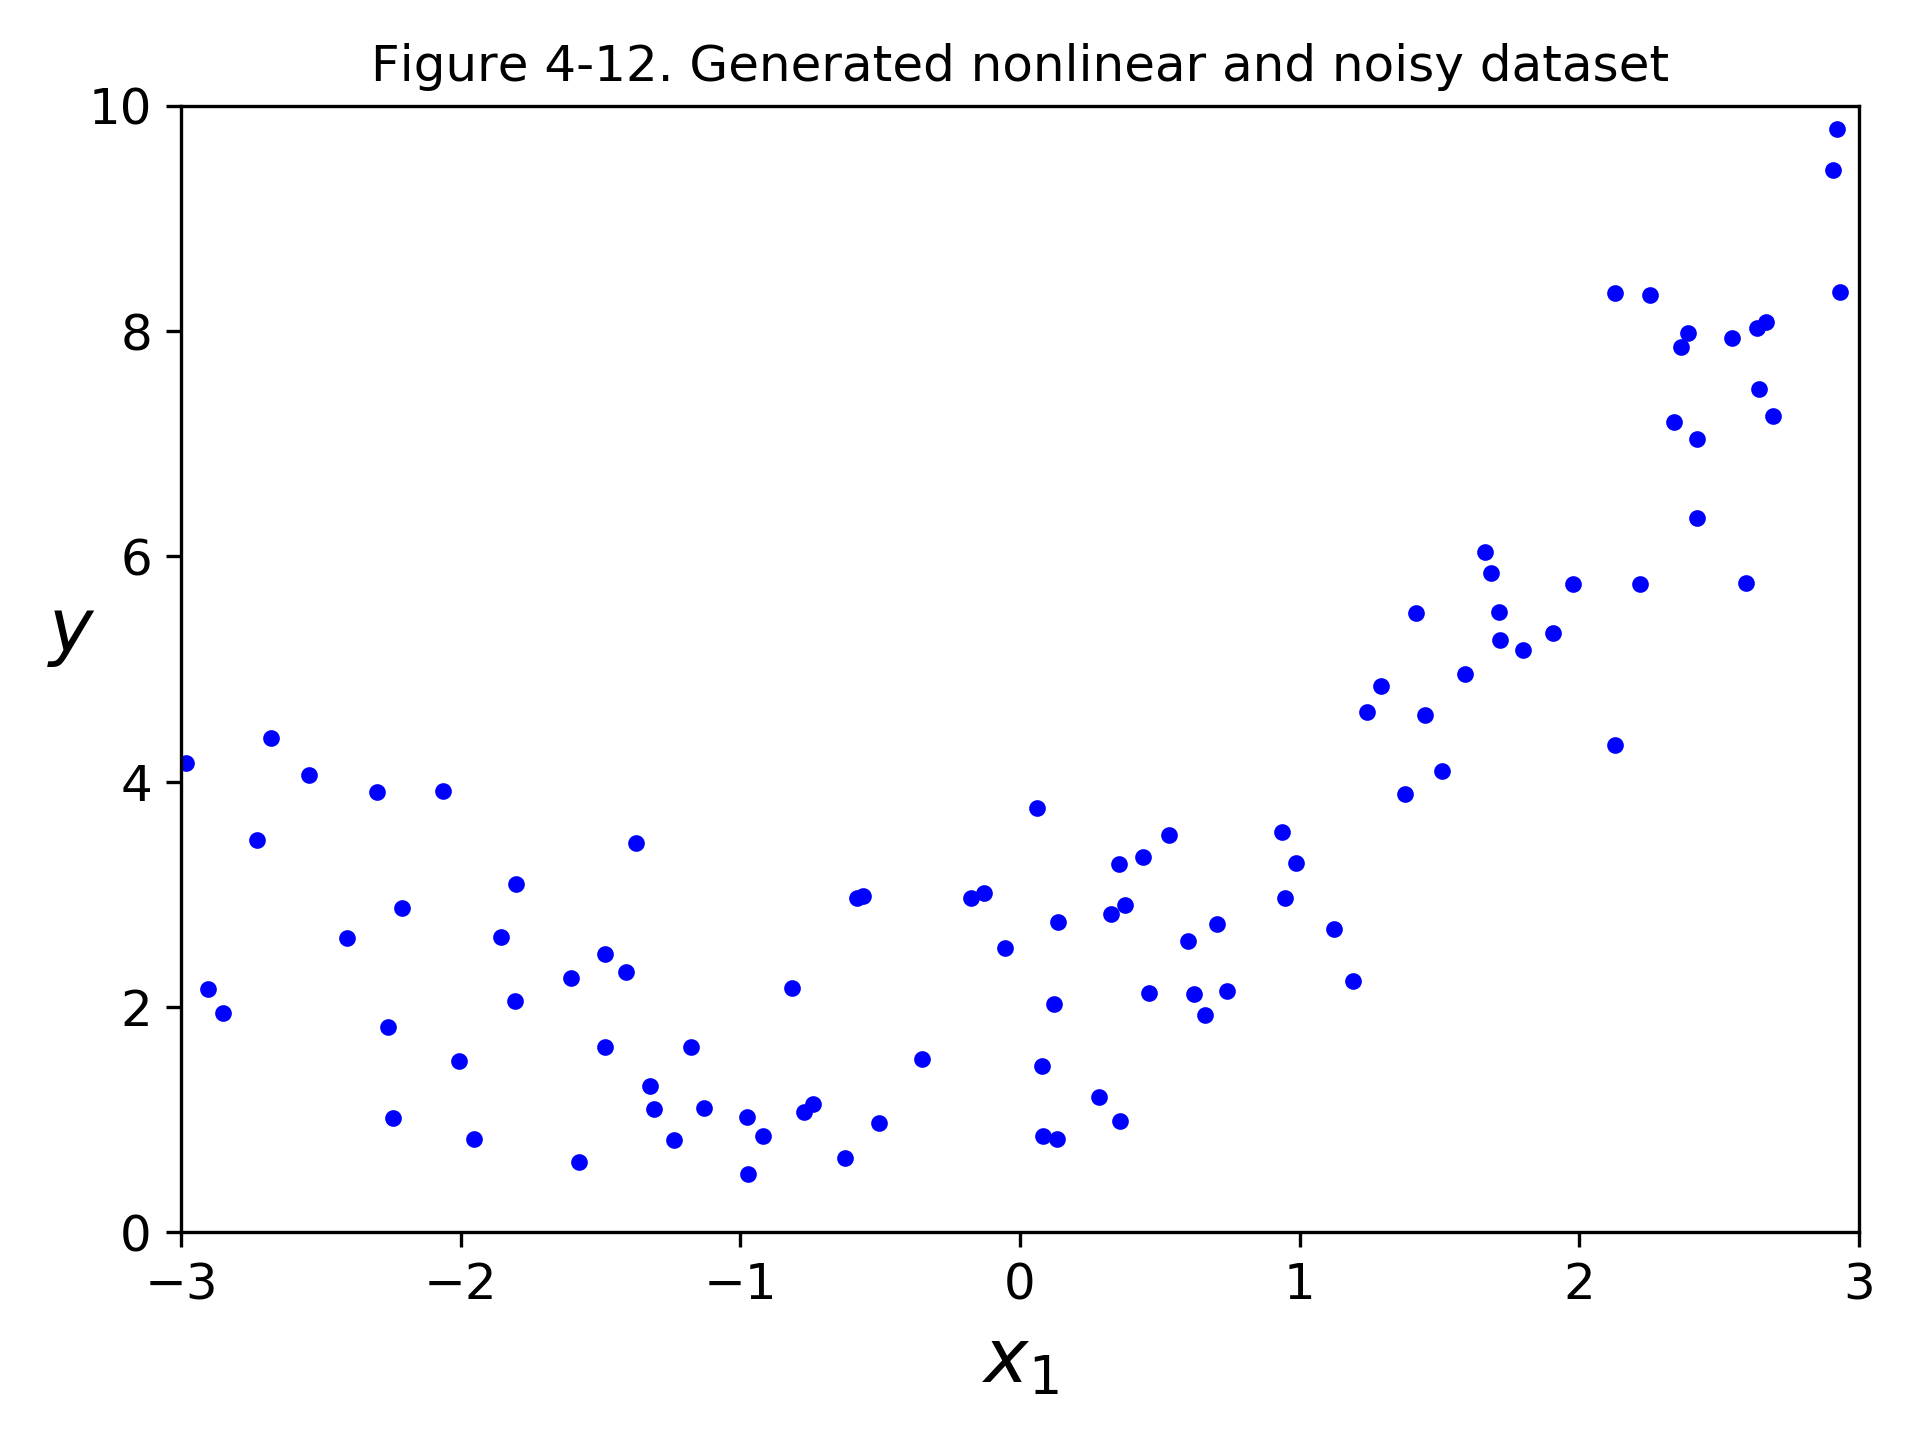 Figure 4-12. Generated nonlinear and noisy dataset
10
8
6
4
2
0
y
−3 −2 −1 0 1 2 3
x₁